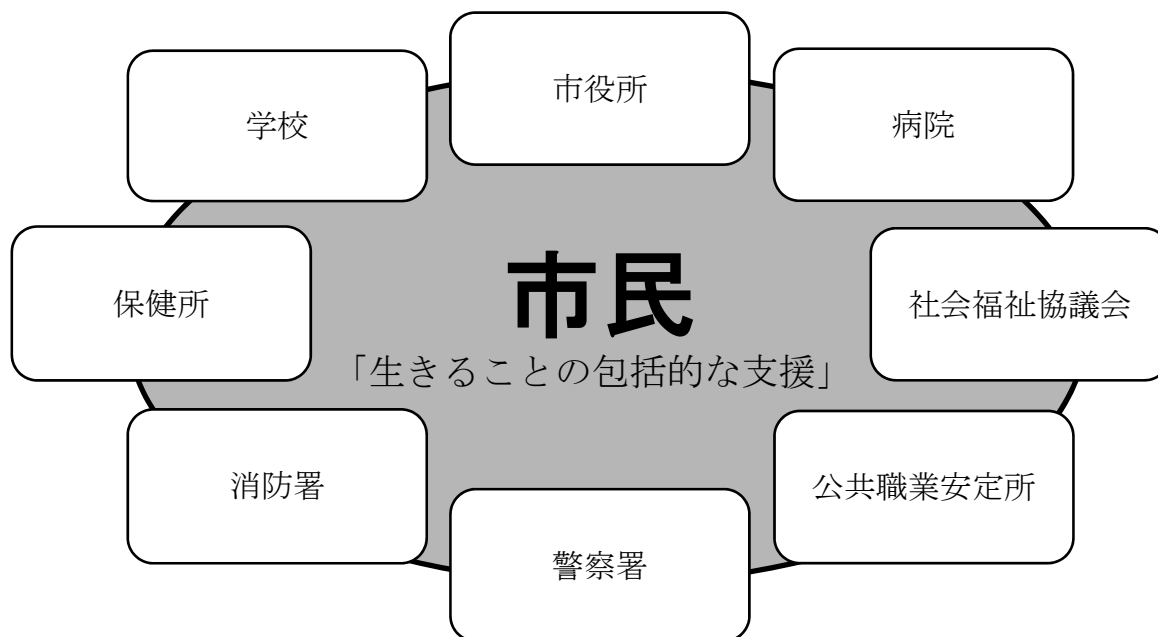 市役所
学校
病院
市民
保健所
社会福祉協議会
「生きることの包括的な支援」
消防署
公共職業安定所
警察署